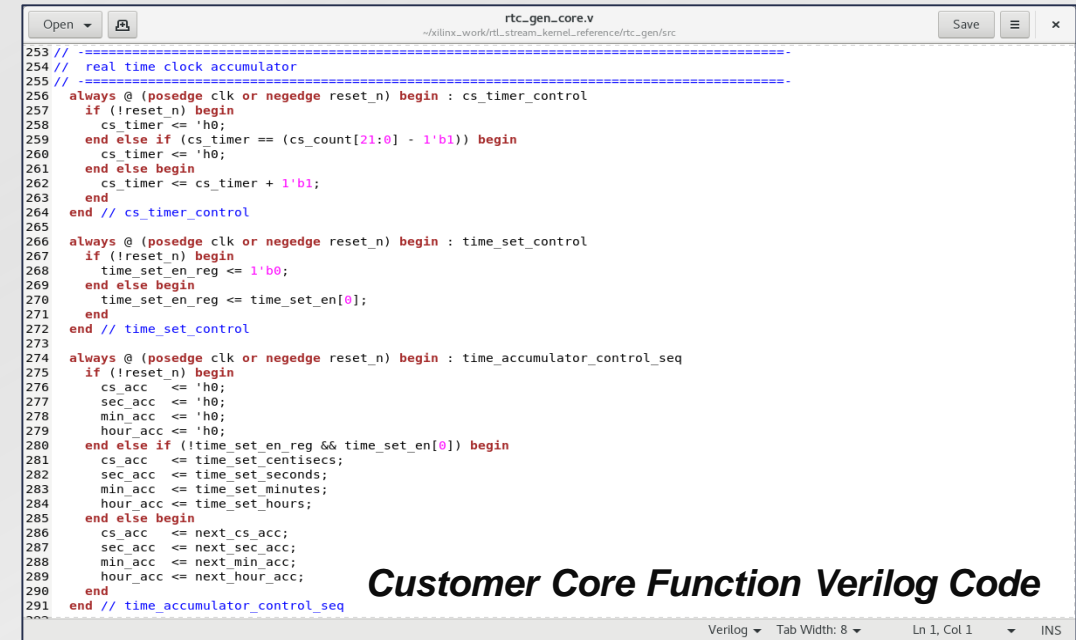 Open
rtc_gen_core.v
~/xilinx_work/rtl_stream_kernel_reference/rtc_gen/src
Save
253 // -=========================================================================================-
254 //  real time clock accumulator
255 // -=========================================================================================-
256   always @ (posedge clk or negedge reset_n) begin : cs_timer_control
257     if (!reset_n) begin
258       cs_timer <= 'h0;
259     end else if (cs_timer == (cs_count[21:0] - 1'b1)) begin
260       cs_timer <= 'h0;
261     end else begin
262       cs_timer <= cs_timer + 1'b1;
263     end
264   end // cs_timer_control
265
266   always @ (posedge clk or negedge reset_n) begin : time_set_control
267     if (!reset_n) begin
268       time_set_en_reg <= 1'b0;
269     end else begin
270       time_set_en_reg <= time_set_en[0];
271     end
272   end // time_set_control
273
274   always @ (posedge clk or negedge reset_n) begin : time_accumulator_control_seq
275     if (!reset_n) begin
276       cs_acc   <= 'h0;
277       sec_acc  <= 'h0;
278       min_acc  <= 'h0;
279       hour_acc <= 'h0;
280     end else if (!time_set_en_reg && time_set_en[0]) begin
281       cs_acc   <= time_set_centisecs;
282       sec_acc  <= time_set_seconds;
283       min_acc  <= time_set_minutes;
284       hour_acc <= time_set_hours;
285     end else begin
286       cs_acc   <= next_cs_acc;
287       sec_acc  <= next_sec_acc;
288       min_acc  <= next_min_acc;
289       hour_acc <= next_hour_acc;
290     end
291   end // time_accumulator_control_seq
Customer Core Function Verilog Code
Verilog Tab Width: 8 Ln 1, Col 1 INS